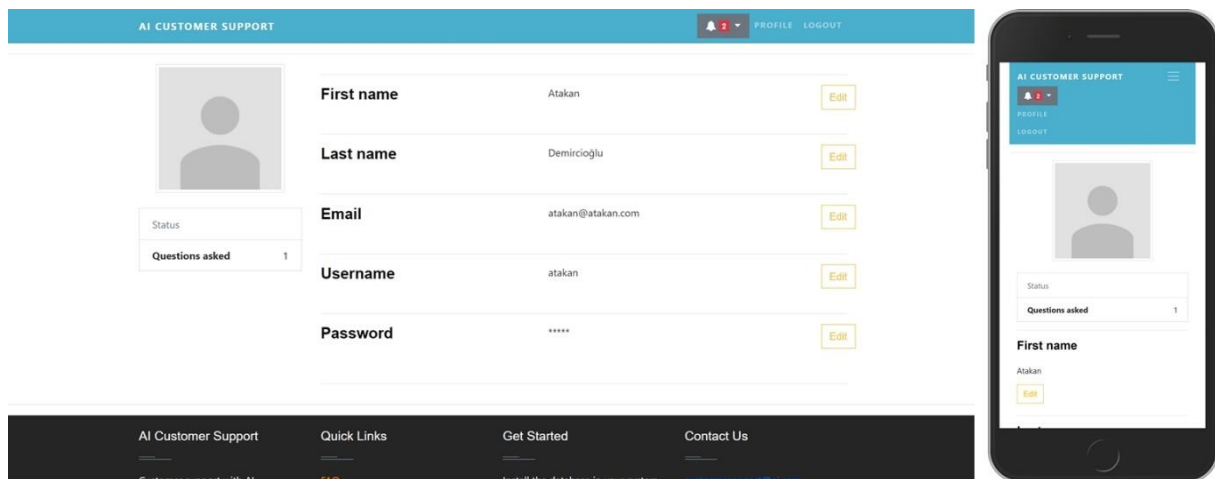 AI CUSTOMER SUPPORT
2 PROFILE LOGOUT
First name Atakan Edit
Last name Demircioğlu Edit
Status
Questions asked 1
Email atakan@atakan.com Edit
Username atakan Edit
Password ***** Edit
AI Customer Support Quick Links Get Started Contact Us
AI CUSTOMER SUPPORT
2
PROFILE
LOGOUT
Status
Questions asked 1
First name
Atakan
Edit